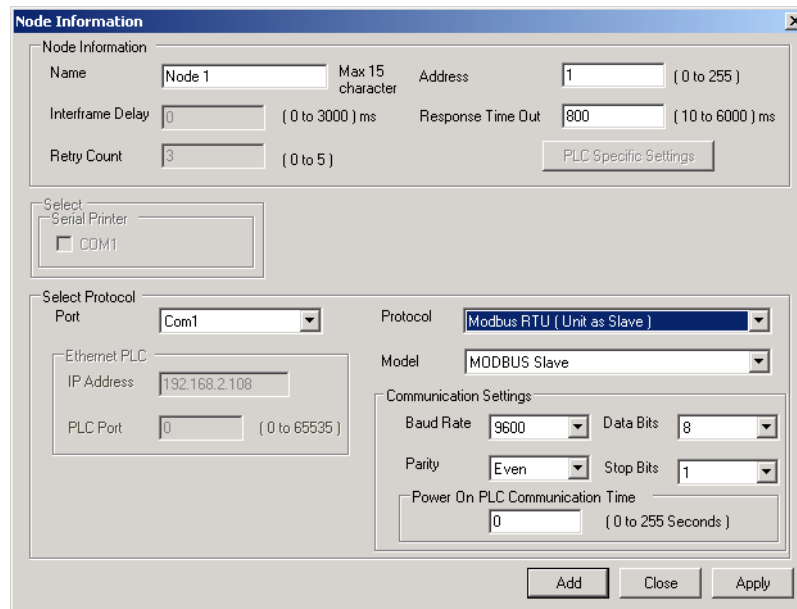 Node Information
Node Information
Name Node 1 Max 15 character Address 1 ( 0 to 255 )
Interframe Delay 0 ( 0 to 3000 ) ms Response Time Out 800 ( 10 to 6000 ) ms
Retry Count 3 ( 0 to 5 ) PLC Specific Settings
Select
Serial Printer
COM1
Select Protocol
Port Com1 Protocol Modbus RTU ( Unit as Slave )
Ethernet PLC
IP Address 192.168.2.108
PLC Port 0 ( 0 to 65535 )
Model MODBUS Slave
Communication Settings
Baud Rate 9600 Data Bits 8
Parity Even Stop Bits 1
Power On PLC Communication Time
0 ( 0 to 255 Seconds )
Add Close Apply